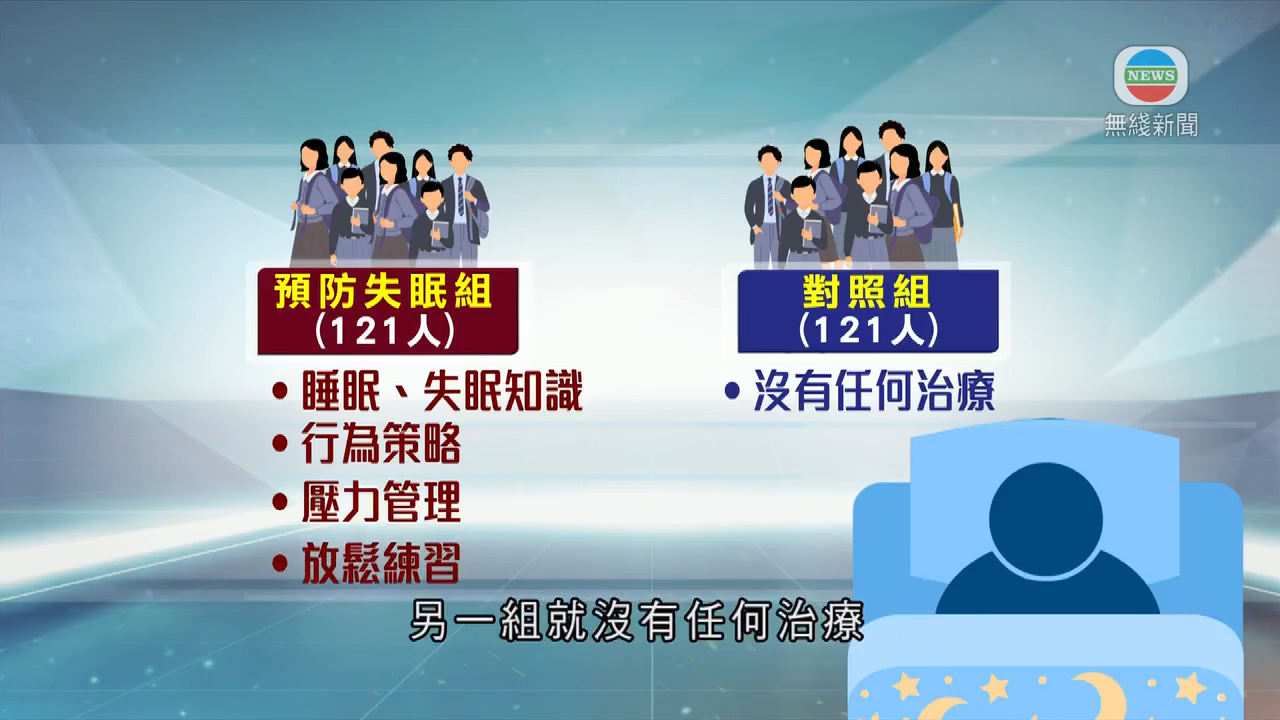 NEWS
無綫新聞
預防失眠組
(121人)
• 睡眠、失眠知識
• 行為策略
• 壓力管理
• 放鬆練習
對照組
(121人)
• 沒有任何治療
另一組就沒有任何治療